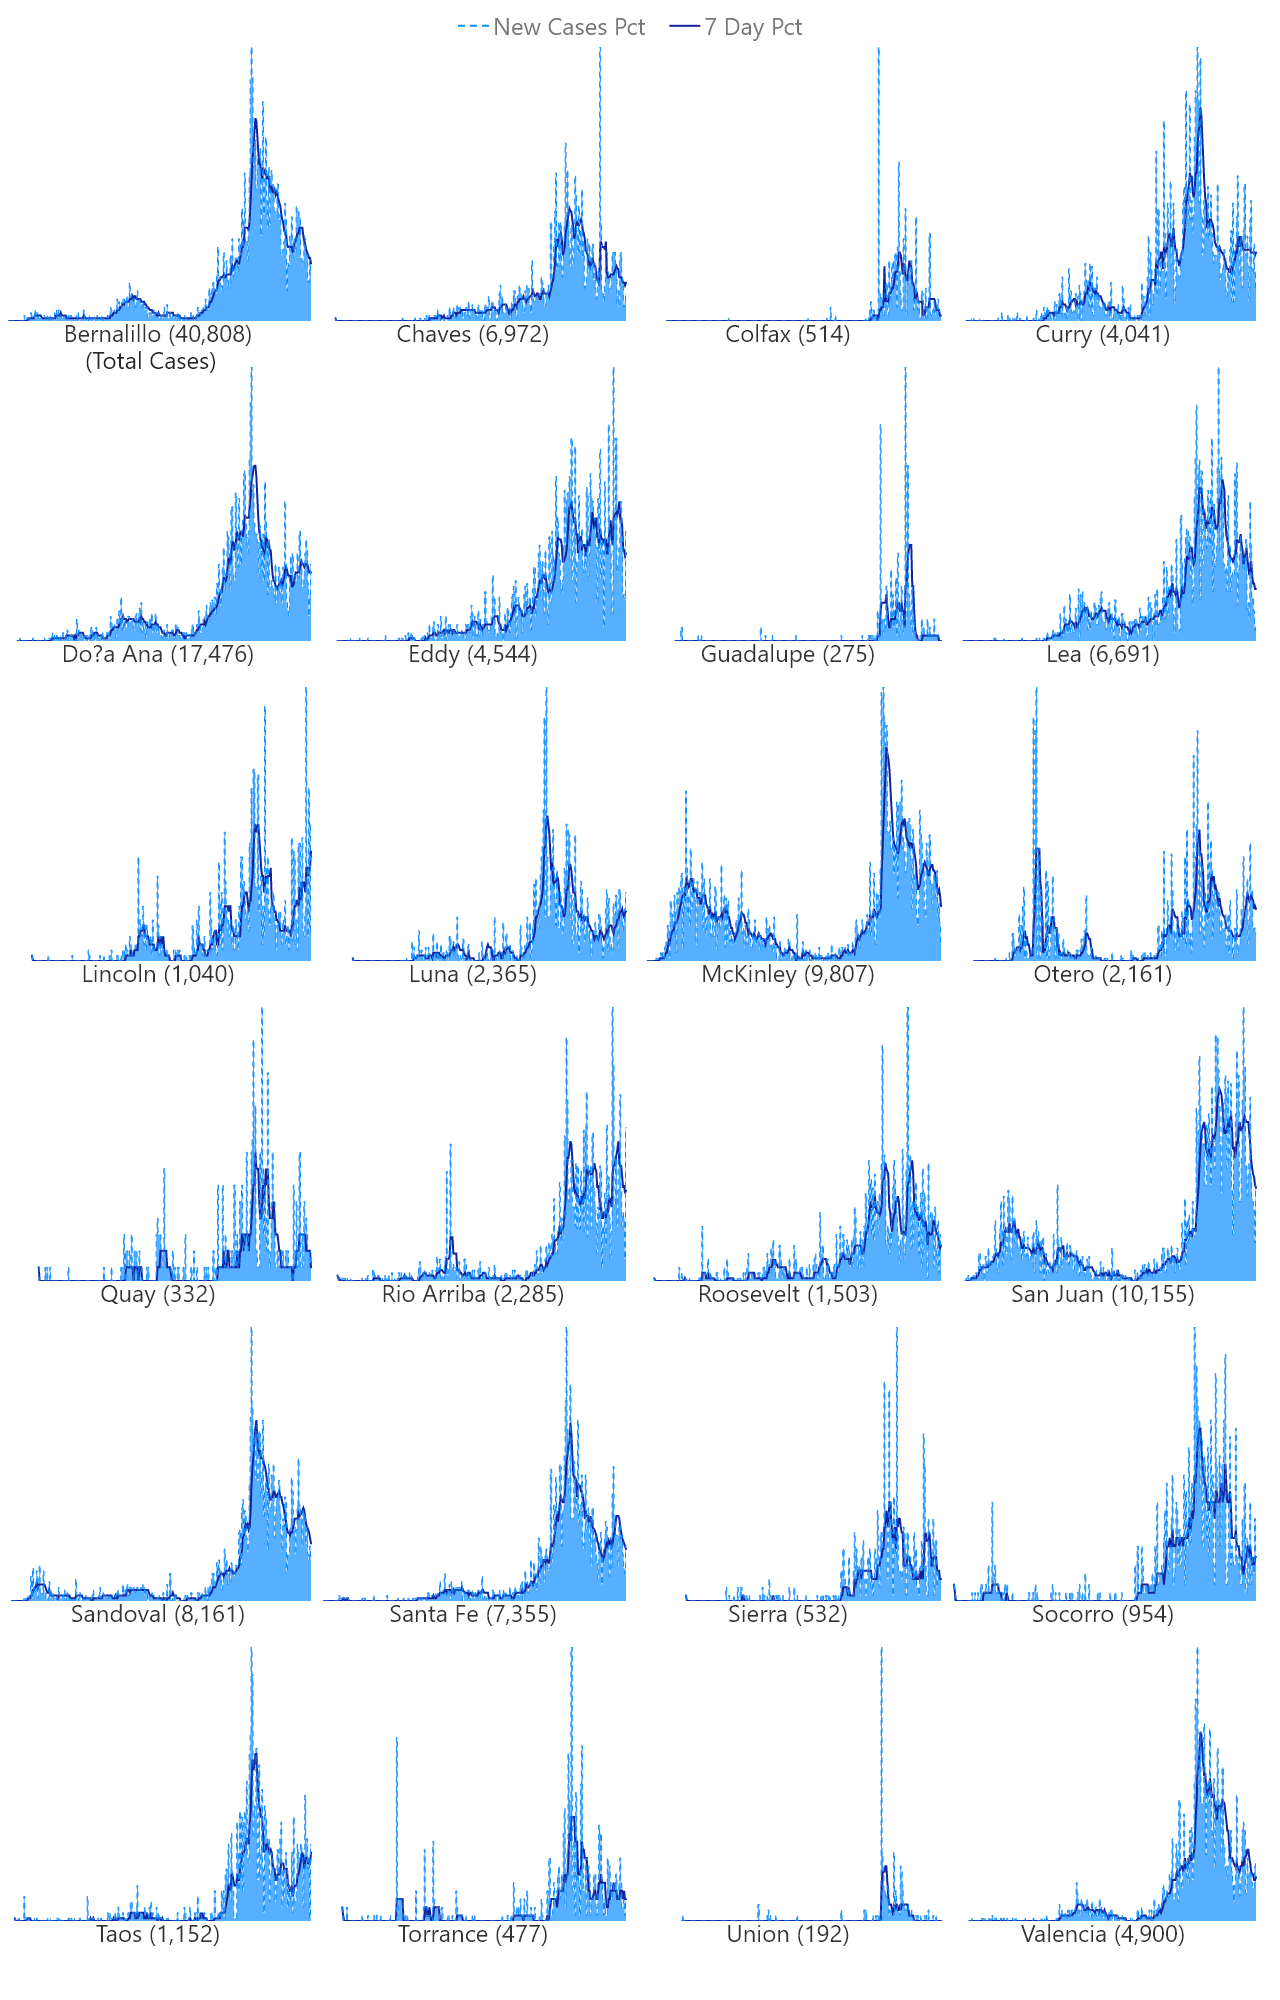 New Cases Pct 7 Day Pct
Bernalillo (40,808) Chaves (6,972) Colfax (514) Curry (4,041)
(Total Cases)
Do?a Ana (17,476) Eddy (4,544) Guadalupe (275) Lea (6,691)
Lincoln (1,040) Luna (2,365) McKinley (9,807) Otero (2,161)
Quay (332) Rio Arriba (2,285) Roosevelt (1,503) San Juan (10,155)
Sandoval (8,161) Santa Fe (7,355) Sierra (532) Socorro (954)
Taos (1,152) Torrance (477) Union (192) Valencia (4,900)